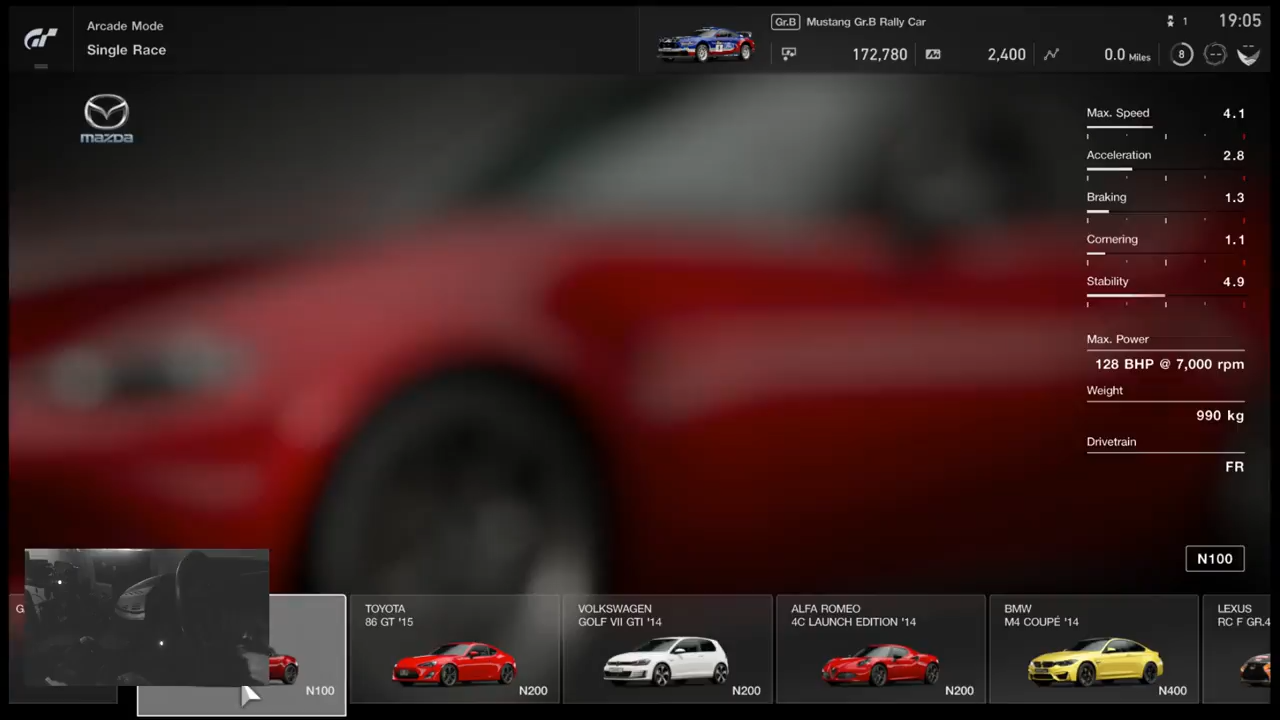 Arcade Mode
Single Race
Gr.B Mustang Gr.B Rally Car
1
19:05
172,780
2,400
0.0 Miles
8
mazda
Max. Speed 4.1
Acceleration 2.8
Braking 1.3
Cornering 1.1
Stability 4.9
Max. Power
128 BHP @ 7,000 rpm
Weight
990 kg
Drivetrain
FR
N100
G
N100
TOYOTA
86 GT '15
N200
VOLKSWAGEN
GOLF VII GTI '14
N200
ALFA ROMEO
4C LAUNCH EDITION '14
N200
BMW
M4 COUPÉ '14
N400
LEXUS
RC F GR.4